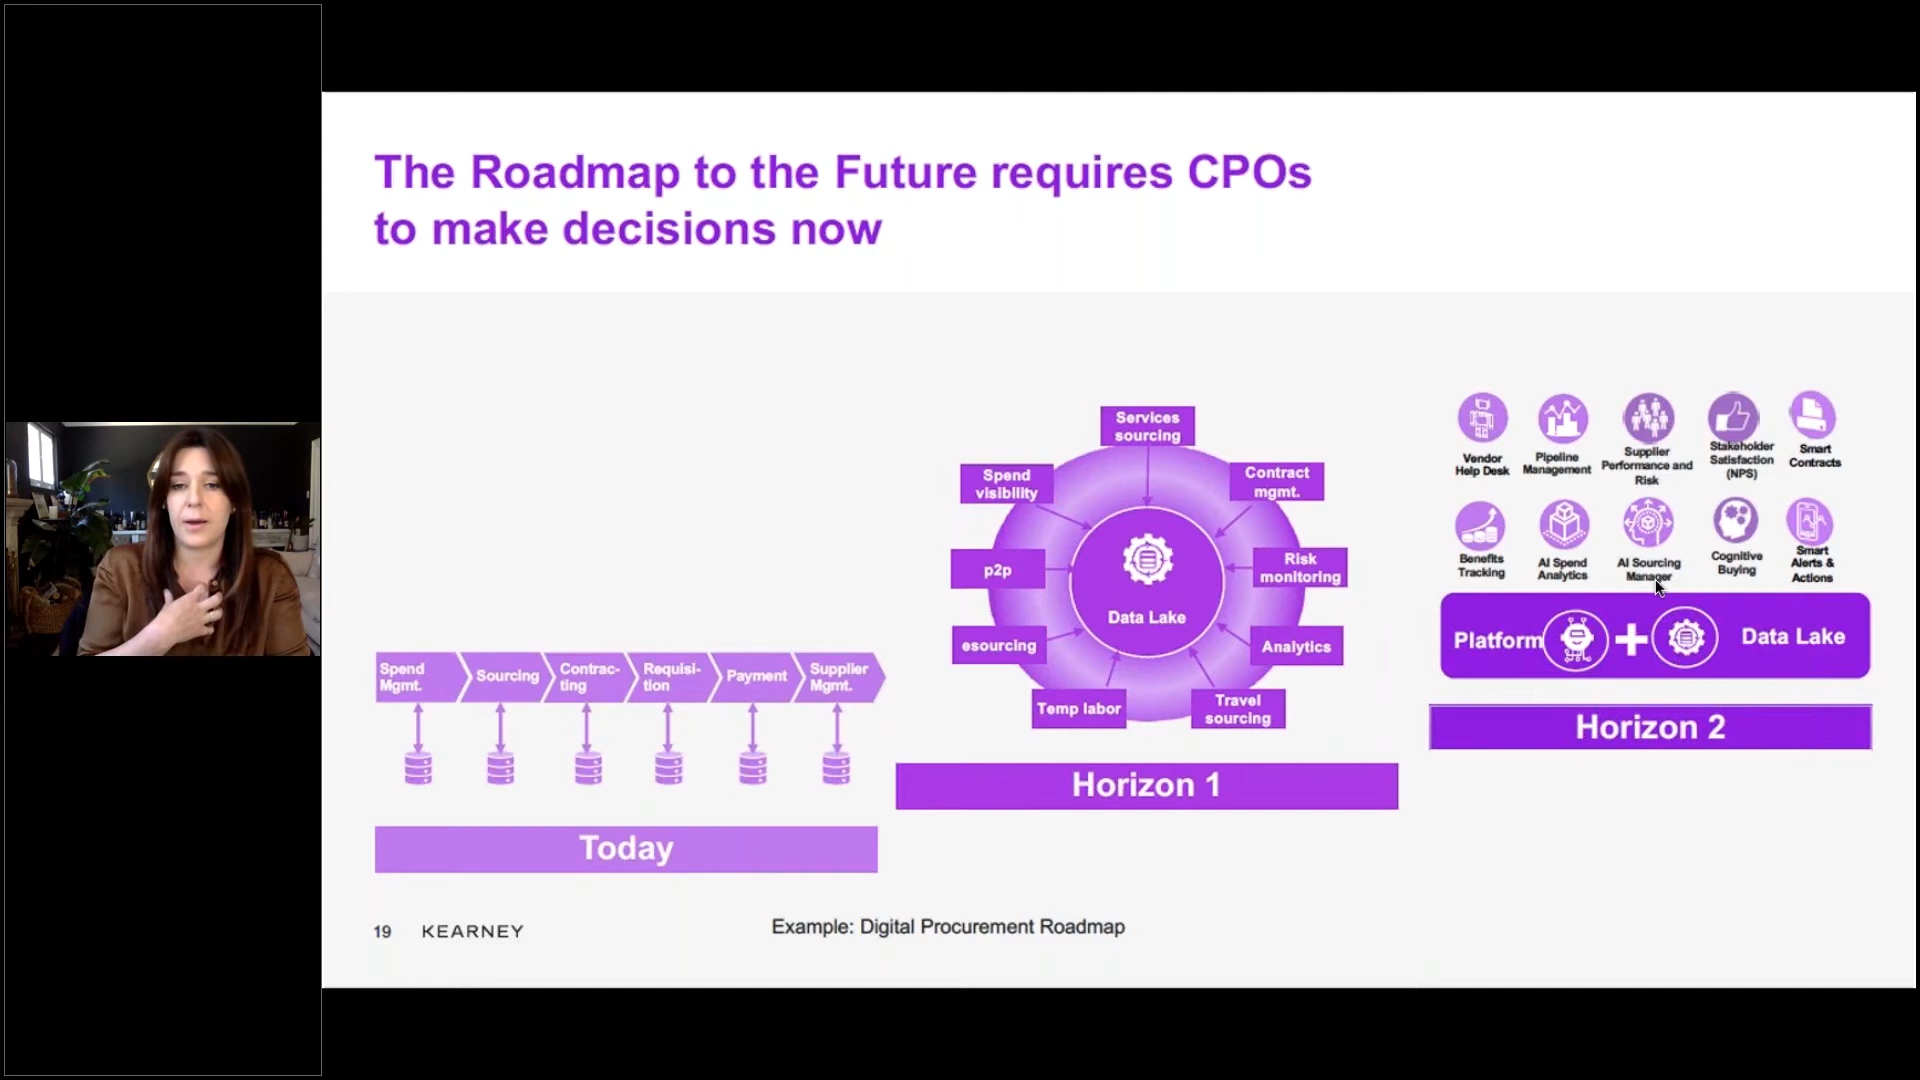 The Roadmap to the Future requires CPOs
to make decisions now
Spend
Mgmt.
Sourcing
Contrac-
ting
Requisi-
tion
Payment
Supplier
Mgmt.
Today
Services
sourcing
Spend
visibility
Contract
mgmt.
p2p
Risk
monitoring
Data Lake
esourcing
Analytics
Temp labor
Travel
sourcing
Horizon 1
Vendor
Help Desk
Pipeline
Management
Supplier
Performance and
Risk
Stakeholder
Satisfaction
(NPS)
Smart
Contracts
Benefits
Tracking
AI Spend
Analytics
AI Sourcing
Manager
Cognitive
Buying
Smart
Alerts &
Actions
Platform
Data Lake
Horizon 2
19 KEARNEY
Example: Digital Procurement Roadmap